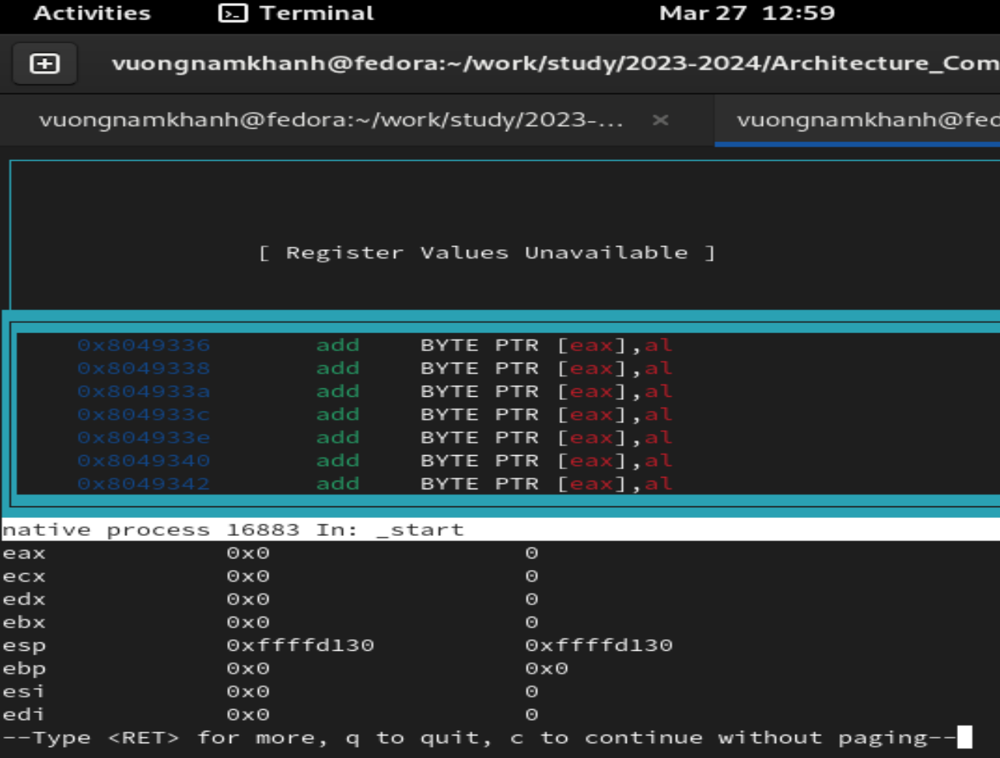 Activities Terminal Mar 27 12:59
vuongnamkhanh@fedora:~/work/study/2023-2024/Architecture_Com
vuongnamkhanh@fedora:~/work/study/2023-... × vuongnamkhanh@fed
[ Register Values Unavailable ]
0x8049336 add BYTE PTR [eax],al
0x8049338 add BYTE PTR [eax],al
0x804933a add BYTE PTR [eax],al
0x804933c add BYTE PTR [eax],al
0x804933e add BYTE PTR [eax],al
0x8049340 add BYTE PTR [eax],al
0x8049342 add BYTE PTR [eax],al
native process 16883 In: _start
eax 0x0 0
ecx 0x0 0
edx 0x0 0
ebx 0x0 0
esp 0xffffd130 0xffffd130
ebp 0x0 0x0
esi 0x0 0
edi 0x0 0
--Type <RET> for more, q to quit, c to continue without paging--